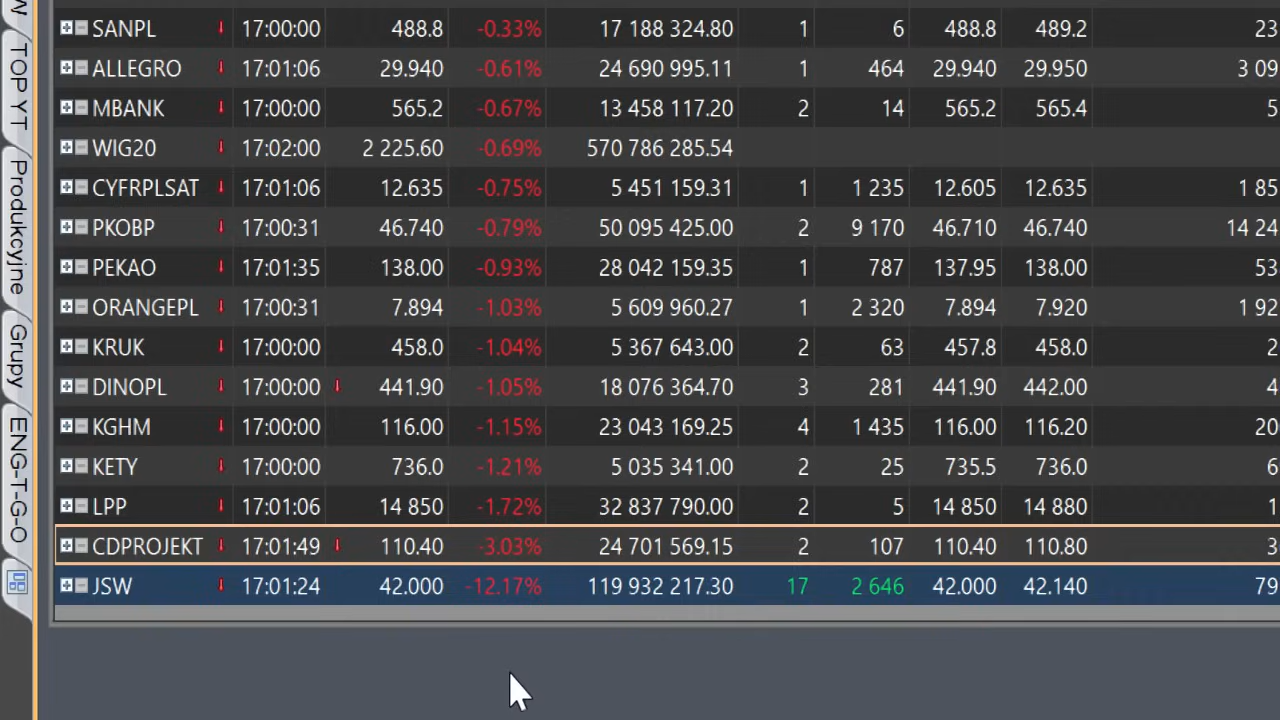 W
TOP YT
Produkcyjne
Grupy
ENG-T-G-O
SANPL 17:00:00 488.8 -0.33% 17 188 324.80 1 6 488.8 489.2 23
ALLEGRO 17:01:06 29.940 -0.61% 24 690 995.11 1 464 29.940 29.950 3 09
MBANK 17:00:00 565.2 -0.67% 13 458 117.20 2 14 565.2 565.4 5
WIG20 17:02:00 2 225.60 -0.69% 570 786 285.54
CYFRPLSAT 17:01:06 12.635 -0.75% 5 451 159.31 1 1 235 12.605 12.635 1 85
PKOBP 17:00:31 46.740 -0.79% 50 095 425.00 2 9 170 46.710 46.740 14 24
PEKAO 17:01:35 138.00 -0.93% 28 042 159.35 1 787 137.95 138.00 53
ORANGEPL 17:00:31 7.894 -1.03% 5 609 960.27 1 2 320 7.894 7.920 1 92
KRUK 17:00:00 458.0 -1.04% 5 367 643.00 2 63 457.8 458.0 2
DINOPL 17:00:00 441.90 -1.05% 18 076 364.70 3 281 441.90 442.00 4
KGHM 17:00:00 116.00 -1.15% 23 043 169.25 4 1 435 116.00 116.20 20
KETY 17:00:00 736.0 -1.21% 5 035 341.00 2 25 735.5 736.0 6
LPP 17:01:06 14 850 -1.72% 32 837 790.00 2 5 14 850 14 880 1
CDPROJEKT 17:01:49 110.40 -3.03% 24 701 569.15 2 107 110.40 110.80 3
JSW 17:01:24 42.000 -12.17% 119 932 217.30 17 2 646 42.000 42.140 79